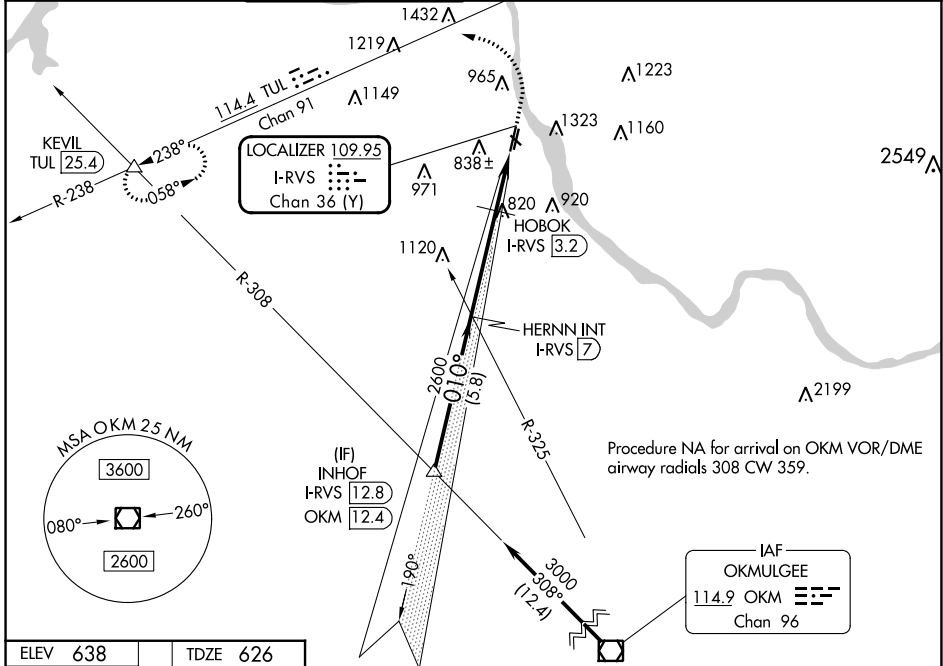 1432
1219
965
1223
114.4 TUL
Chan 91
1149
1323
1160
KEVIL
TUL 25.4
238°
058°
R-238
LOCALIZER 109.95
I-RVS
Chan 36 (Y)
838±
971
2549
820
920
HOBOK
I-RVS 3.2
1120
R-308
HERNN INT
I-RVS 7
2600
010°
(5.8)
R-325
2199
MSA OKM 25 NM
3600
080°
260°
2600
(IF)
INHOF
I-RVS 12.8
OKM 12.4
Procedure NA for arrival on OKM VOR/DME
airway radials 308 CW 359.
190°
3000
308°
(12.4)
IAF
OKMULGEE
114.9 OKM
Chan 96
ELEV 638
TDZE 626